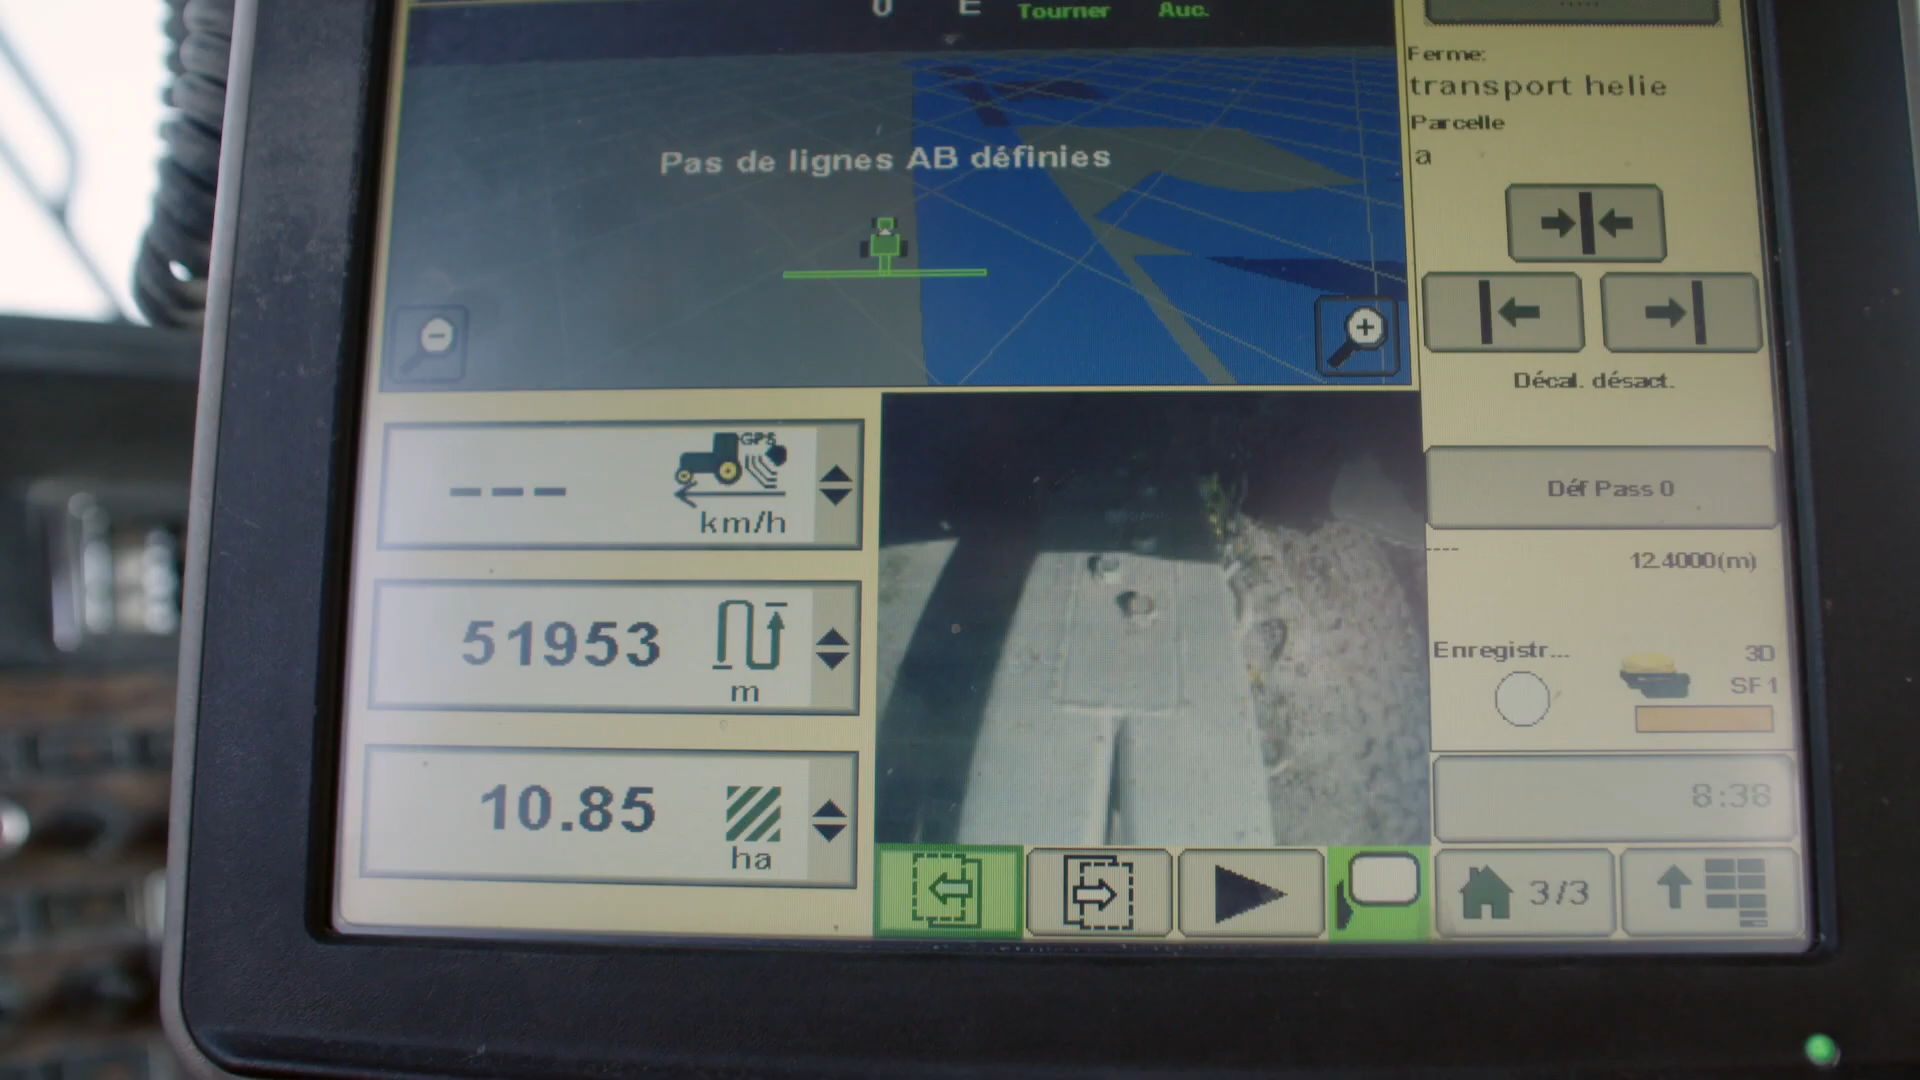 0 E Tourner Auc.
Ferme:
transport helie
Parcelle
a
Pas de lignes AB définies
Décal. désact.
Déf Pass 0
12.4000(m)
Enregistr...
3D
SF1
8:38
3/3
--- GPS
km/h
51953
m
10.85
ha